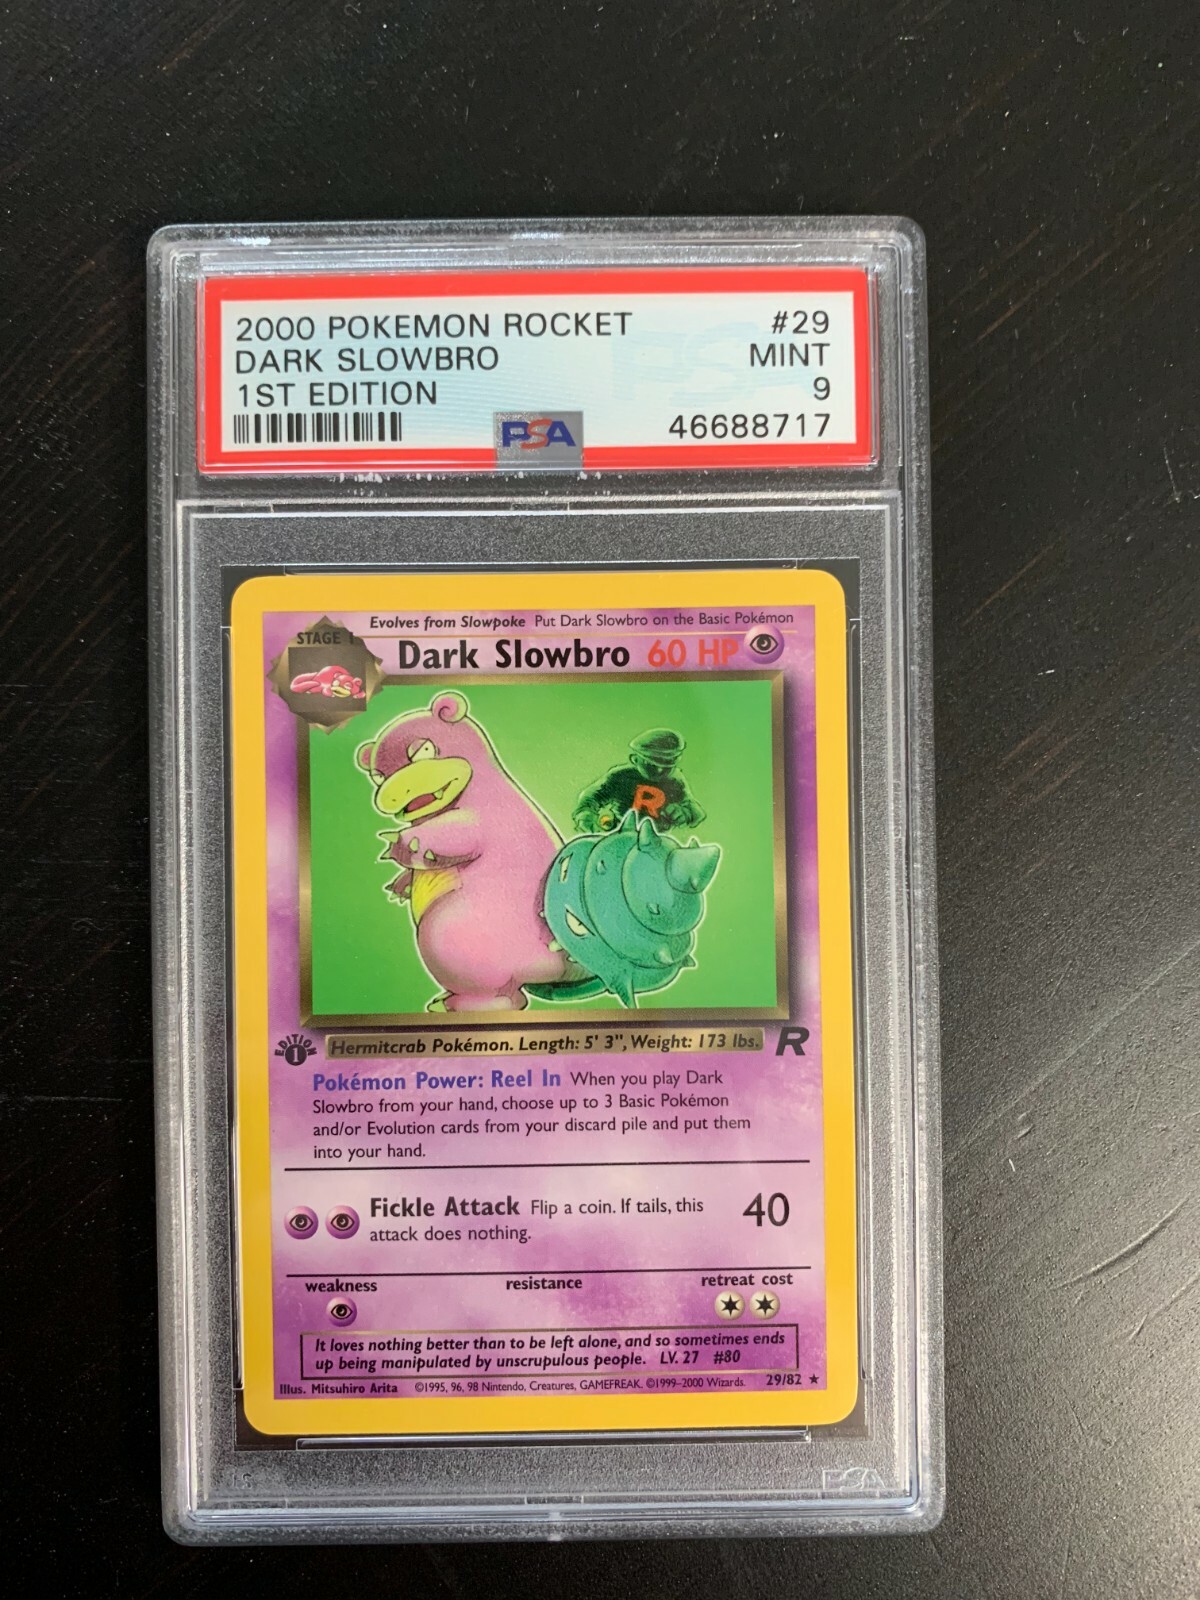 2000 POKEMON ROCKET #29
DARK SLOWBRO MINT
1ST EDITION 9
PSA 46688717
Evolves from Slowpoke Put Dark Slowbro on the Basic Pokémon
STAGE 1
Dark Slowbro 60 HP
R
EDITION 1
Hermitcrab Pokémon. Length: 5' 3", Weight: 173 lbs.
R
Pokémon Power: Reel In When you play Dark
Slowbro from your hand, choose up to 3 Basic Pokémon
and/or Evolution cards from your discard pile and put them
into your hand.
Fickle Attack Flip a coin. If tails, this 40
attack does nothing.
weakness resistance retreat cost
It loves nothing better than to be left alone, and so sometimes ends
up being manipulated by unscrupulous people. LV. 27 #80
Illus. Mitsuhiro Arita ©1995, 96, 98 Nintendo, Creatures, GAMEFREAK. ©1999-2000 Wizards. 29/82 ★
PSA